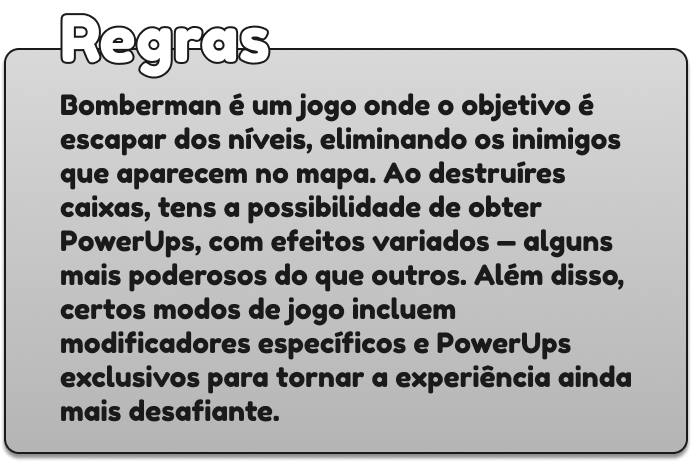 Regras
Bomberman é um jogo onde o objetivo é
escapar dos níveis, eliminando os inimigos
que aparecem no mapa. Ao destruíres
caixas, tens a possibilidade de obter
PowerUps, com efeitos variados — alguns
mais poderosos do que outros. Além disso,
certos modos de jogo incluem
modificadores específicos e PowerUps
exclusivos para tornar a experiência ainda
mais desafiante.